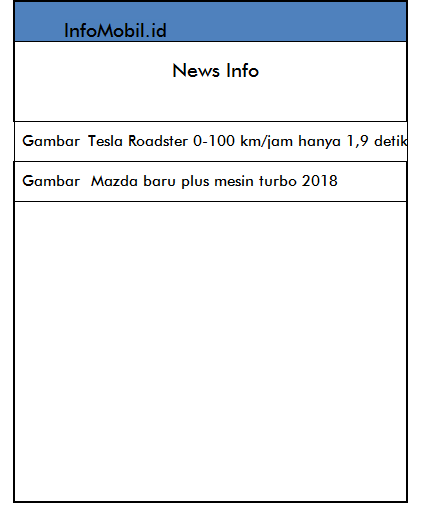 InfoMobil.id
News Info
Gambar Tesla Roadster 0-100 km/jam hanya 1,9 detik
Gambar Mazda baru plus mesin turbo 2018